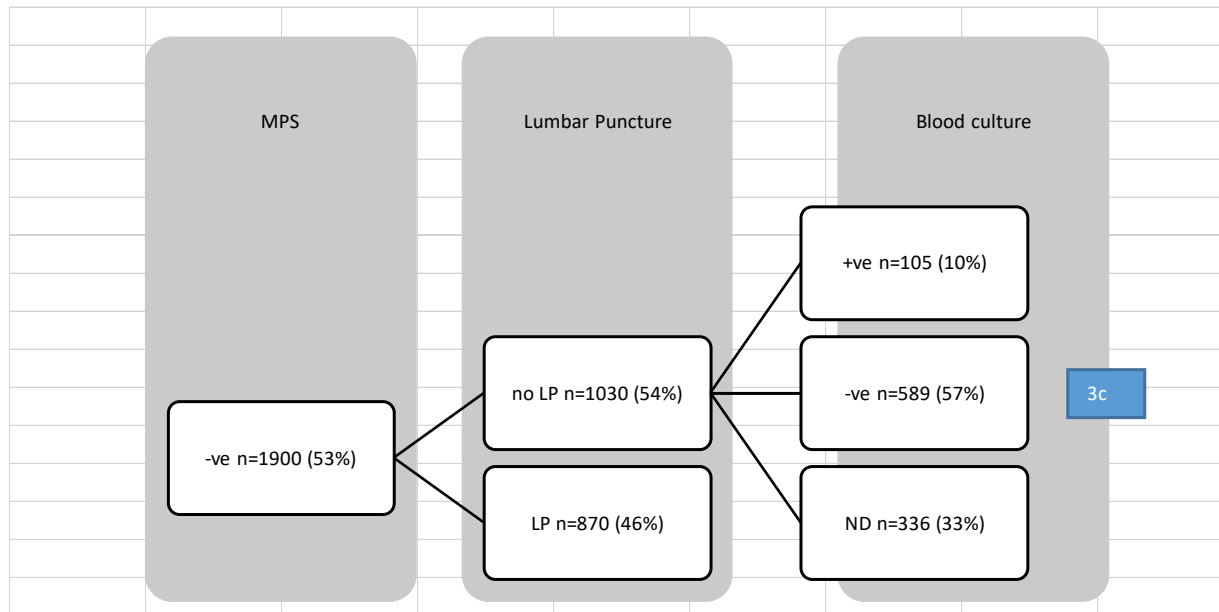 MPS
Lumbar Puncture
Blood culture
+ve n=105 (10%)
no LP n=1030 (54%)
-ve n=589 (57%)
3c
-ve n=1900 (53%)
LP n=870 (46%)
ND n=336 (33%)